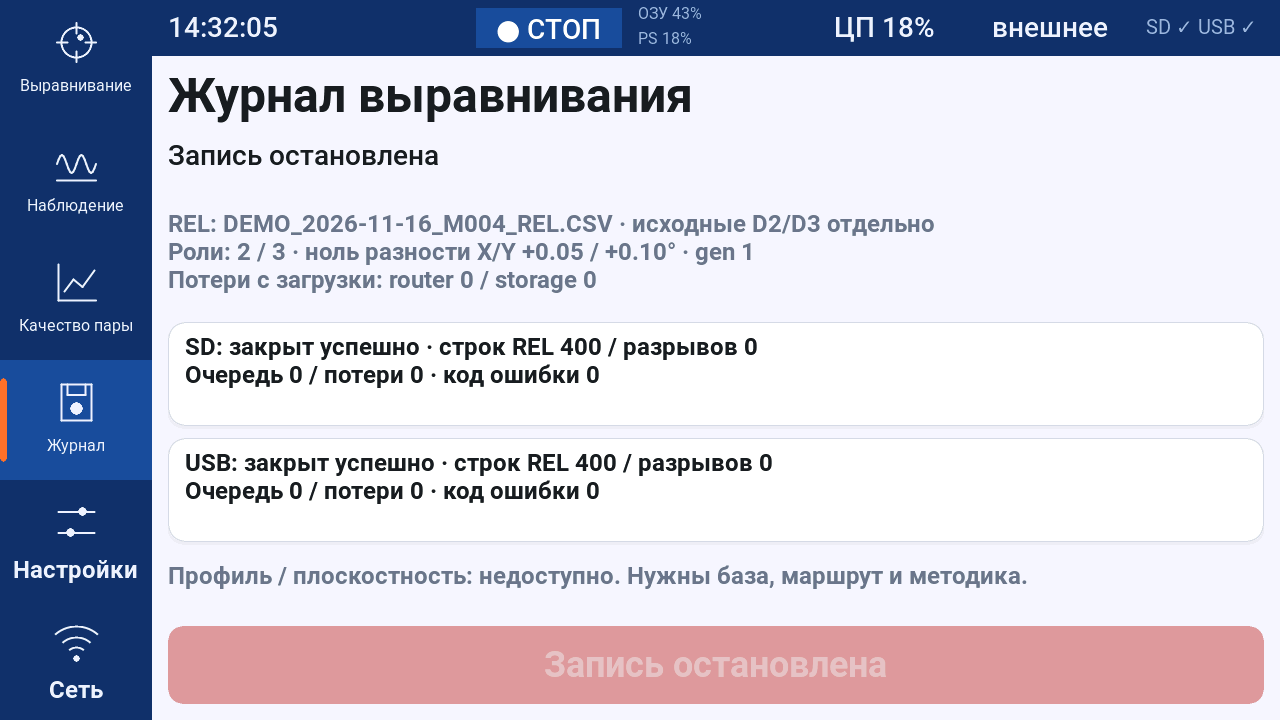 14:32:05
СТОП
ОЗУ 43%
PS 18%
ЦП 18%
внешнее
SD ✓ USB ✓
Выравнивание
Наблюдение
Качество пары
Журнал
Настройки
Сеть
Журнал выравнивания
Запись остановлена
REL: DEMO_2026-11-16_M004_REL.CSV · исходные D2/D3 отдельно
Роли: 2 / 3 · ноль разности X/Y +0.05 / +0.10° · gen 1
Потери с загрузки: router 0 / storage 0
SD: закрыт успешно · строк REL 400 / разрывов 0
Очередь 0 / потери 0 · код ошибки 0
USB: закрыт успешно · строк REL 400 / разрывов 0
Очередь 0 / потери 0 · код ошибки 0
Профиль / плоскостность: недоступно. Нужны база, маршрут и методика.
Запись остановлена